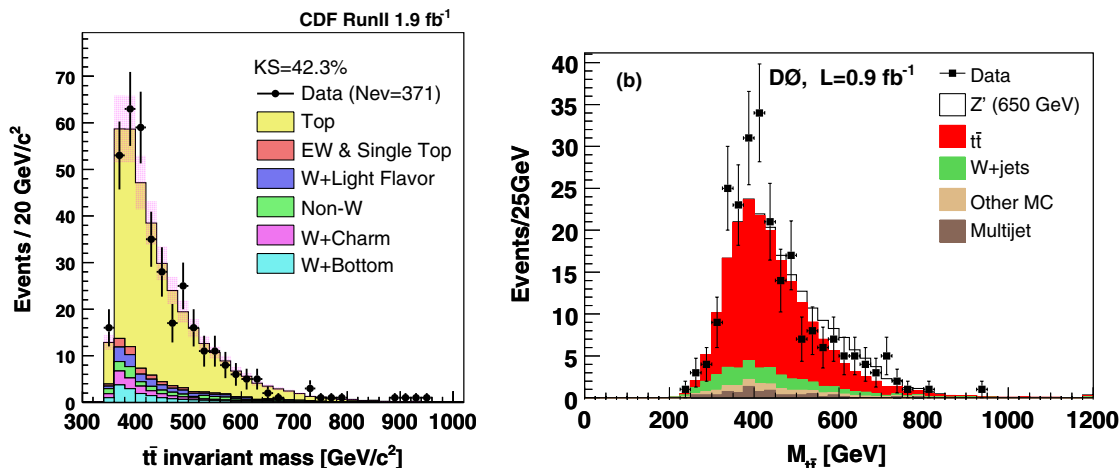 CDF RunII 1.9 fb⁻¹
KS=42.3%
Data (Nev=371)
Top
EW & Single Top
W+Light Flavor
Non-W
W+Charm
W+Bottom
Events / 20 GeV/c²
70
60
50
40
30
20
10
0
300 400 500 600 700 800 900 1000
tt̄ invariant mass [GeV/c²]
(b) DØ, L=0.9 fb⁻¹
Data
Z' (650 GeV)
tt̄
W+jets
Other MC
Multijet
Events/25GeV
40
35
30
25
20
15
10
5
0
0 200 400 600 800 1000 1200
M_tt̄ [GeV]